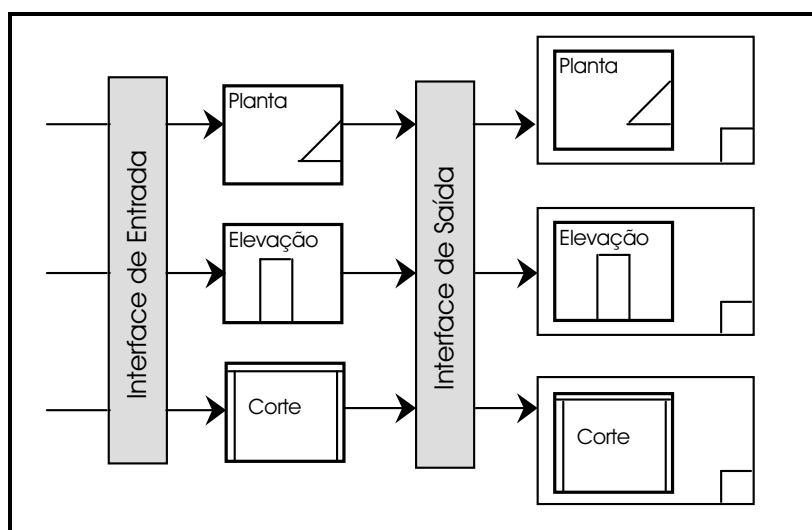 Interface de Entrada
Planta
Elevação
Corte
Interface de Saída
Planta
Elevação
Corte